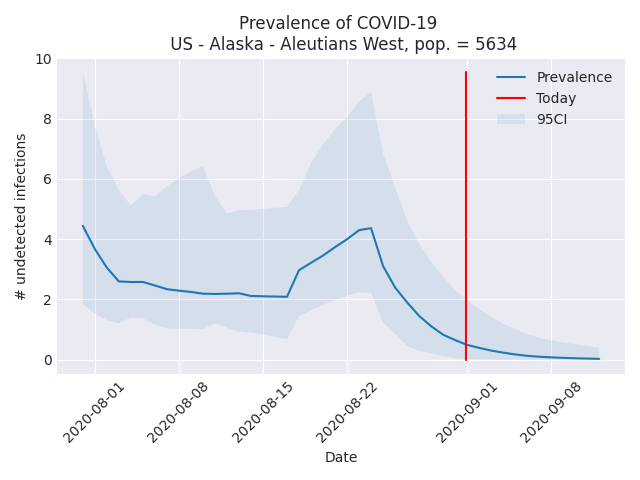 Prevalence of COVID-19
US - Alaska - Aleutians West, pop. = 5634
# undetected infections
10
8
6
4
2
0
Prevalence
Today
95CI
2020-08-01
2020-08-08
2020-08-15
2020-08-22
2020-09-01
2020-09-08
Date